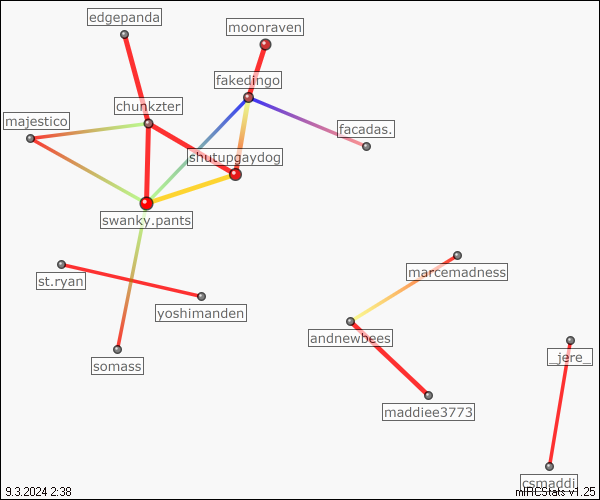 edgepanda
moonraven
fakedingo
chunkzter
majestico
facadas.
shutupgaydog
swanky.pants
marcemadness
st.ryan
yoshimanden
andnewbees
_jere_
somass
maddiee3773
csmaddi
9.3.2024 2:38
mIRCStats v1.25